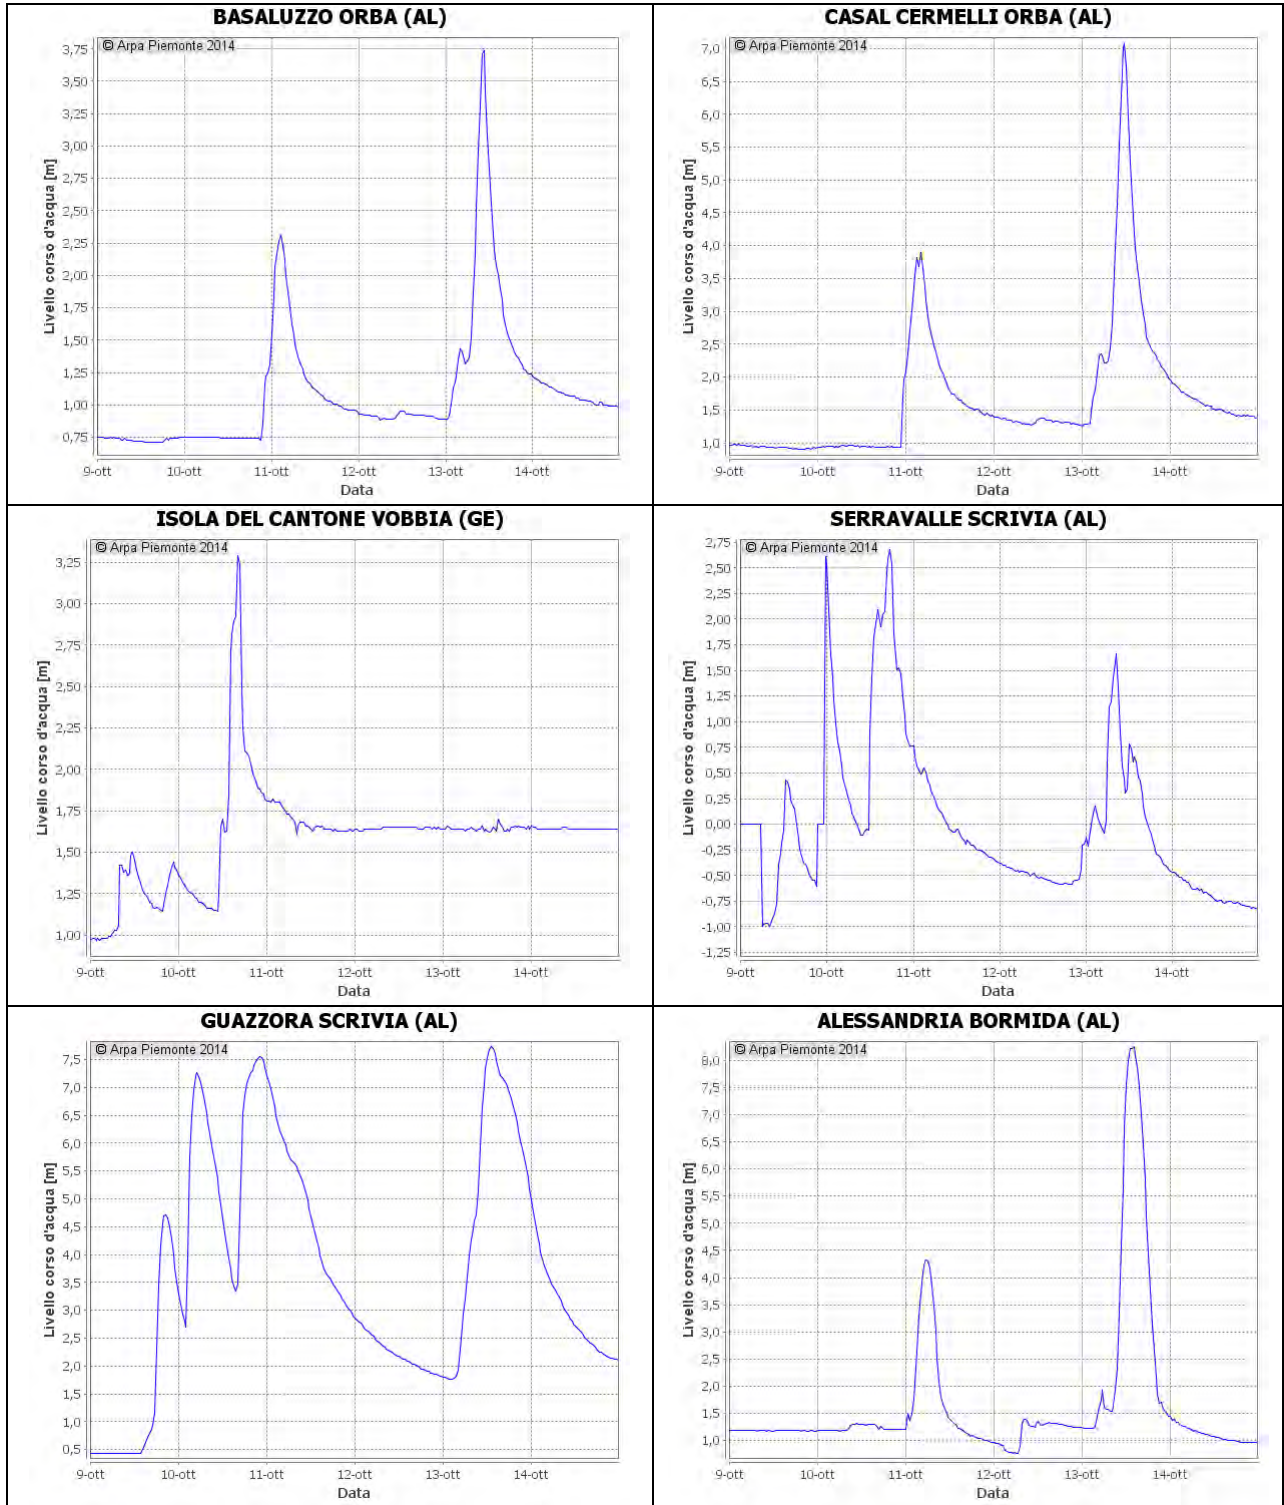 BASALUZZO ORBA (AL)
© Arpa Piemonte 2014
3,75
3,50
3,25
3,00
2,75
2,50
2,25
2,00
1,75
1,50
1,25
1,00
0,75
Livello corso d'acqua [m]
9-ott 10-ott 11-ott 12-ott 13-ott 14-ott
Data
CASAL CERMELLI ORBA (AL)
© Arpa Piemonte 2014
7,0
6,5
6,0
5,5
5,0
4,5
4,0
3,5
3,0
2,5
2,0
1,5
1,0
Livello corso d'acqua [m]
9-ott 10-ott 11-ott 12-ott 13-ott 14-ott
Data
ISOLA DEL CANTONE VOBBIA (GE)
© Arpa Piemonte 2014
3,25
3,00
2,75
2,50
2,25
2,00
1,75
1,50
1,25
1,00
Livello corso d'acqua [m]
9-ott 10-ott 11-ott 12-ott 13-ott 14-ott
Data
SERRAVALLE SCRIVIA (AL)
© Arpa Piemonte 2014
2,75
2,50
2,25
2,00
1,75
1,50
1,25
1,00
0,75
0,50
0,25
0,00
-0,25
-0,50
-0,75
-1,00
-1,25
Livello corso d'acqua [m]
9-ott 10-ott 11-ott 12-ott 13-ott 14-ott
Data
GUAZZORA SCRIVIA (AL)
© Arpa Piemonte 2014
7,5
7,0
6,5
6,0
5,5
5,0
4,5
4,0
3,5
3,0
2,5
2,0
1,5
1,0
0,5
Livello corso d'acqua [m]
9-ott 10-ott 11-ott 12-ott 13-ott 14-ott
Data
ALESSANDRIA BORMIDA (AL)
© Arpa Piemonte 2014
8,0
7,5
7,0
6,5
6,0
5,5
5,0
4,5
4,0
3,5
3,0
2,5
2,0
1,5
1,0
Livello corso d'acqua [m]
9-ott 10-ott 11-ott 12-ott 13-ott 14-ott
Data